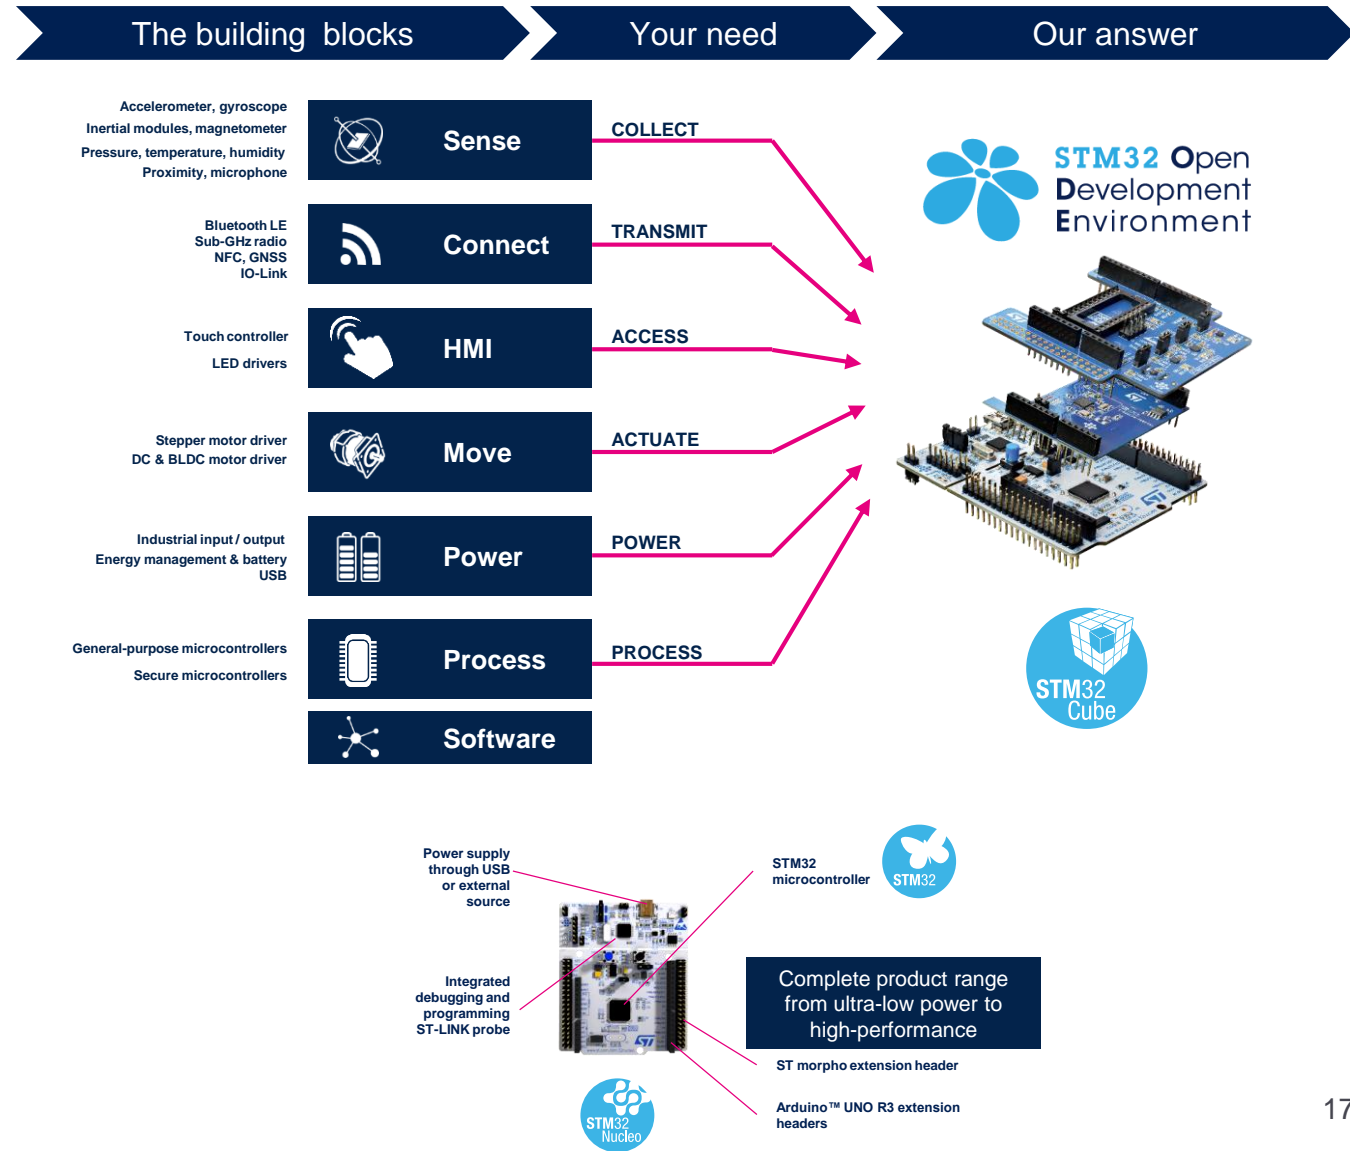 The building blocks
Your need
Our answer
Accelerometer, gyroscope
Inertial modules, magnetometer
Pressure, temperature, humidity
Proximity, microphone
Sense
COLLECT
STM32 Open
Development
Environment
Bluetooth LE
Sub-GHz radio
NFC, GNSS
IO-Link
Connect
TRANSMIT
Touch controller
LED drivers
HMI
ACCESS
Stepper motor driver
DC & BLDC motor driver
Move
ACTUATE
Industrial input / output
Energy management & battery
USB
Power
POWER
General-purpose microcontrollers
Secure microcontrollers
Process
PROCESS
STM32
Cube
Software
Power supply
through USB
or external
source
STM32
microcontroller
STM32
Integrated
debugging and
programming
ST-LINK probe
Complete product range
from ultra-low power to
high-performance
ST morpho extension header
Arduino™ UNO R3 extension
headers
STM32
Nucleo
17